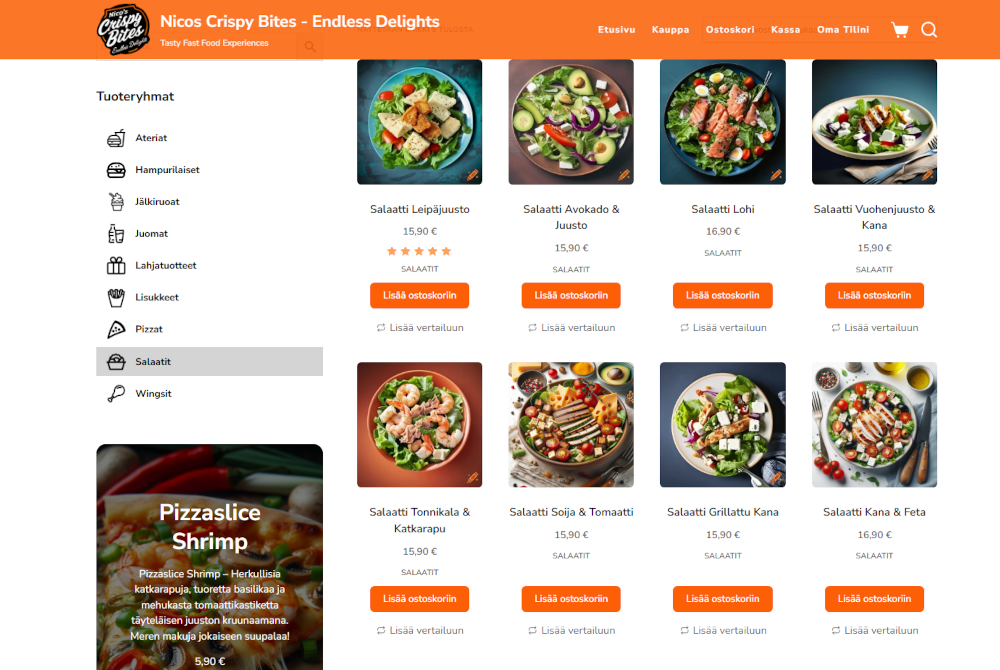 Nico's
Crispy
Bites
Endless Delights
Nicos Crispy Bites - Endless Delights
Tasty Fast Food Experiences
Etusivu
Kauppa
Ostoskori
Kassa
Oma Tilini
Tuoteryhmat
Ateriat
Hampurilaiset
Jälkiruoat
Juomat
Lahjatuotteet
Lisukkeet
Pizzat
Salaatit
Wingsit
Pizzaslice
Shrimp
Pizzaslice Shrimp – Herkullisia
katkarapuja, tuoretta basilikaa ja
mehukasta tomaattikastiketta
täyteläisen juuston kruunaamana.
Meren makuja jokaiseen suupalaa!
5,90 €
Salaatti Leipäjuusto
15,90 €
SALAATIT
Lisää ostoskoriin
Lisää vertailuun
Salaatti Avokado &
Juusto
15,90 €
SALAATIT
Lisää ostoskoriin
Lisää vertailuun
Salaatti Lohi
16,90 €
SALAATIT
Lisää ostoskoriin
Lisää vertailuun
Salaatti Vuohenjuusto &
Kana
15,90 €
SALAATIT
Lisää ostoskoriin
Lisää vertailuun
Salaatti Tonnikala &
Katkarapu
15,90 €
SALAATIT
Lisää ostoskoriin
Lisää vertailuun
Salaatti Soija & Tomaatti
15,90 €
SALAATIT
Lisää ostoskoriin
Lisää vertailuun
Salaatti Grillattu Kana
15,90 €
SALAATIT
Lisää ostoskoriin
Lisää vertailuun
Salaatti Kana & Feta
16,90 €
SALAATIT
Lisää ostoskoriin
Lisää vertailuun